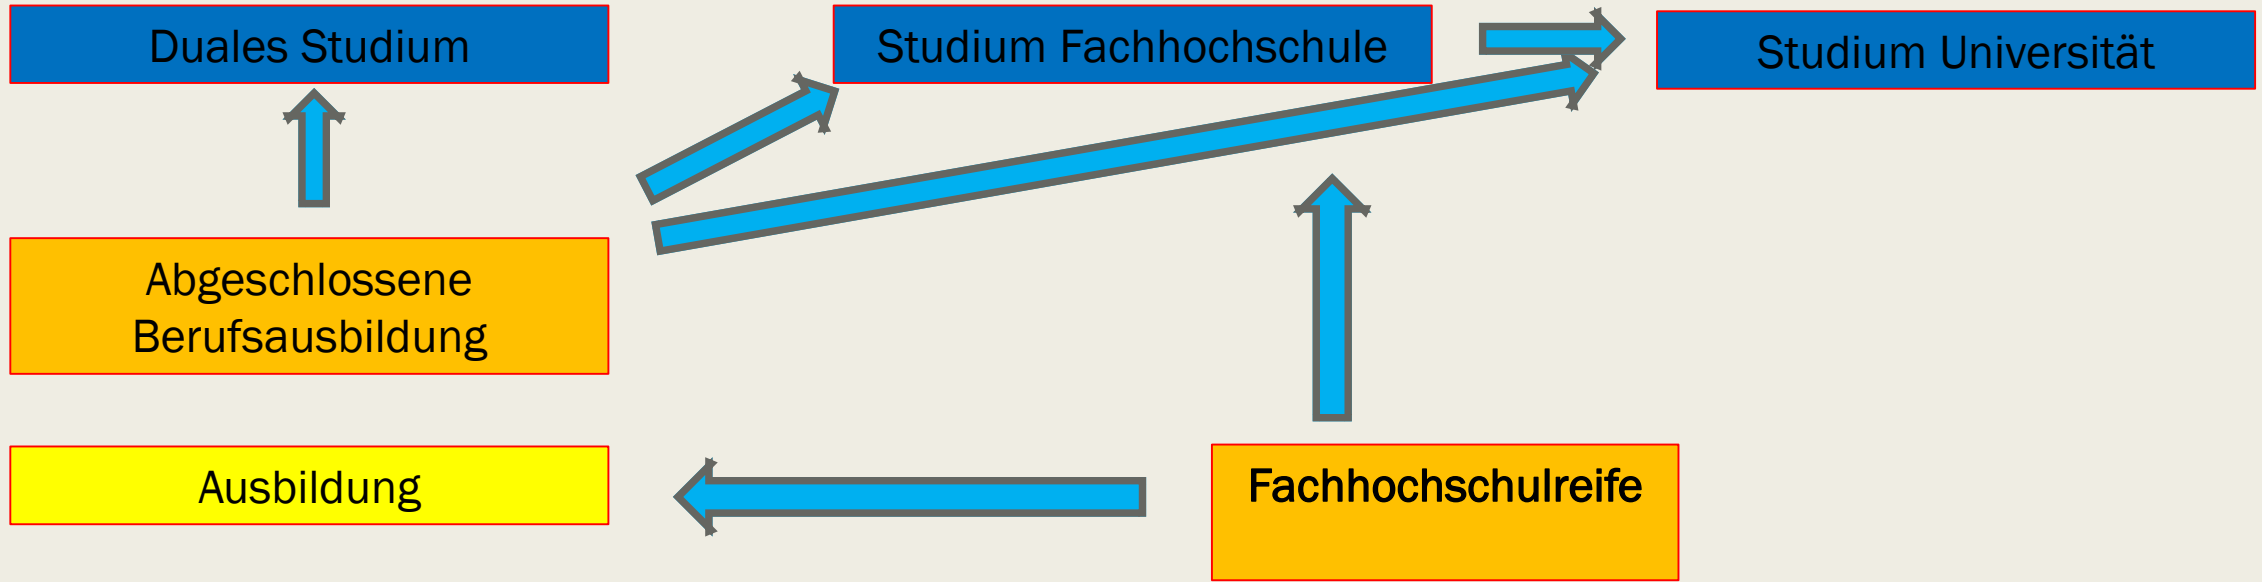 Duales Studium
Studium Fachhochschule
Studium Universität
Abgeschlossene
Berufsausbildung
Ausbildung
Fachhochschulreife